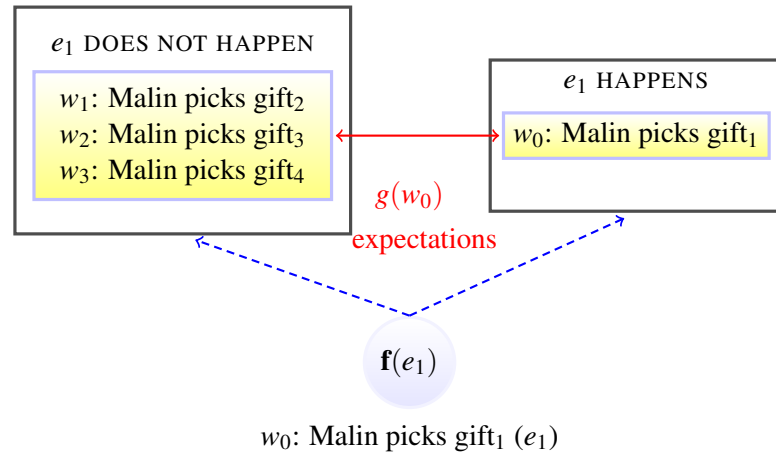 e₁ DOES NOT HAPPEN
w₁: Malin picks gift₂
w₂: Malin picks gift₃
w₃: Malin picks gift₄
e₁ HAPPENS
w₀: Malin picks gift₁
g(w₀)
expectations
f(e₁)
w₀: Malin picks gift₁ (e₁)